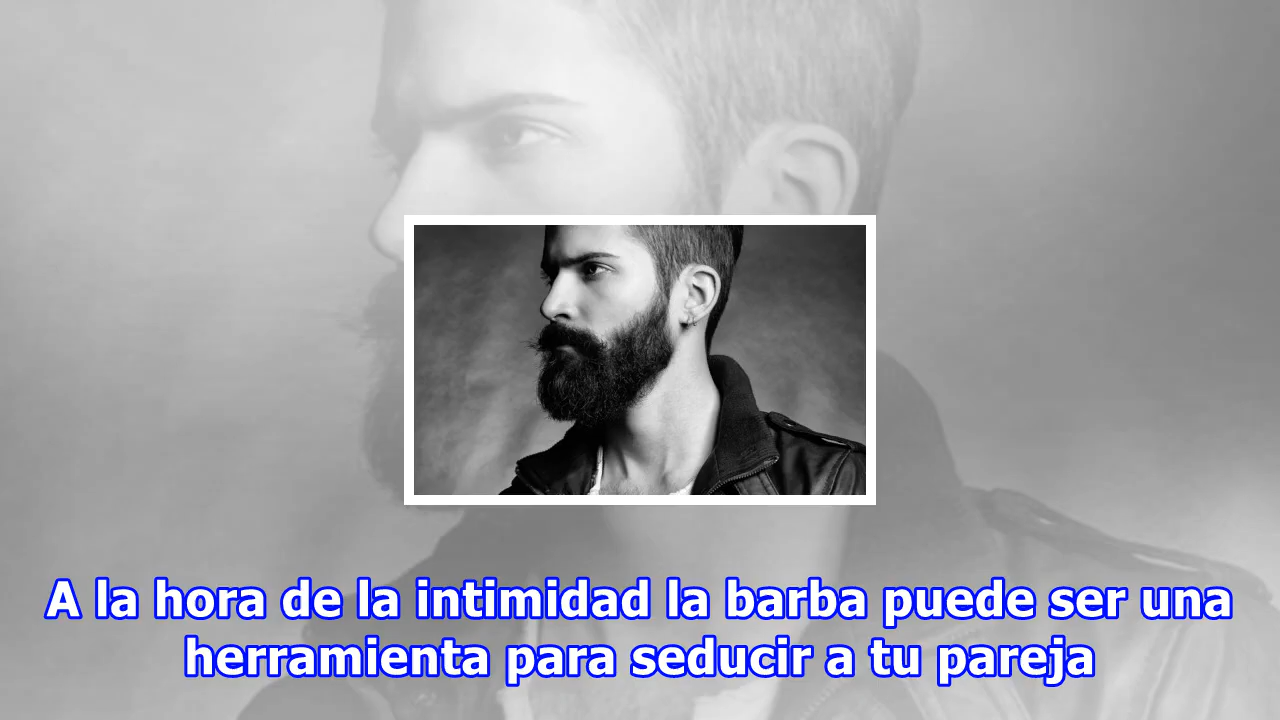 A la hora de la intimidad la barba puede ser una
herramienta para seducir a tu pareja